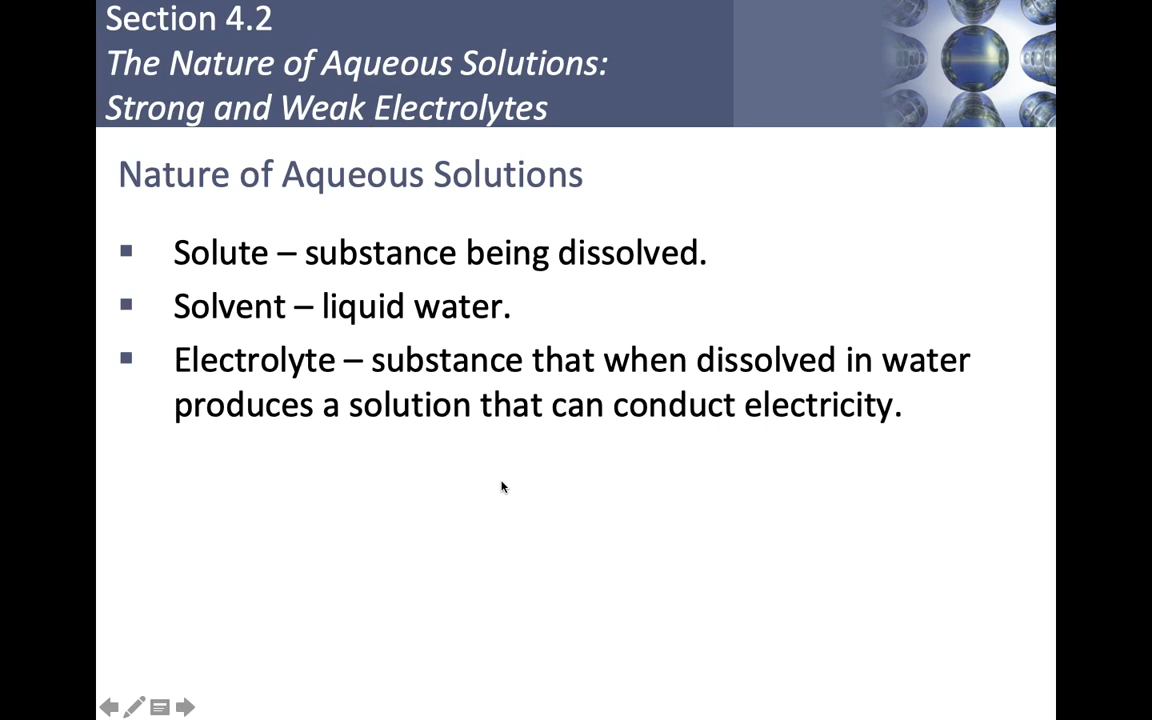 Section 4.2
The Nature of Aqueous Solutions:
Strong and Weak Electrolytes
Nature of Aqueous Solutions
▪ Solute – substance being dissolved.
▪ Solvent – liquid water.
▪ Electrolyte – substance that when dissolved in water
produces a solution that can conduct electricity.